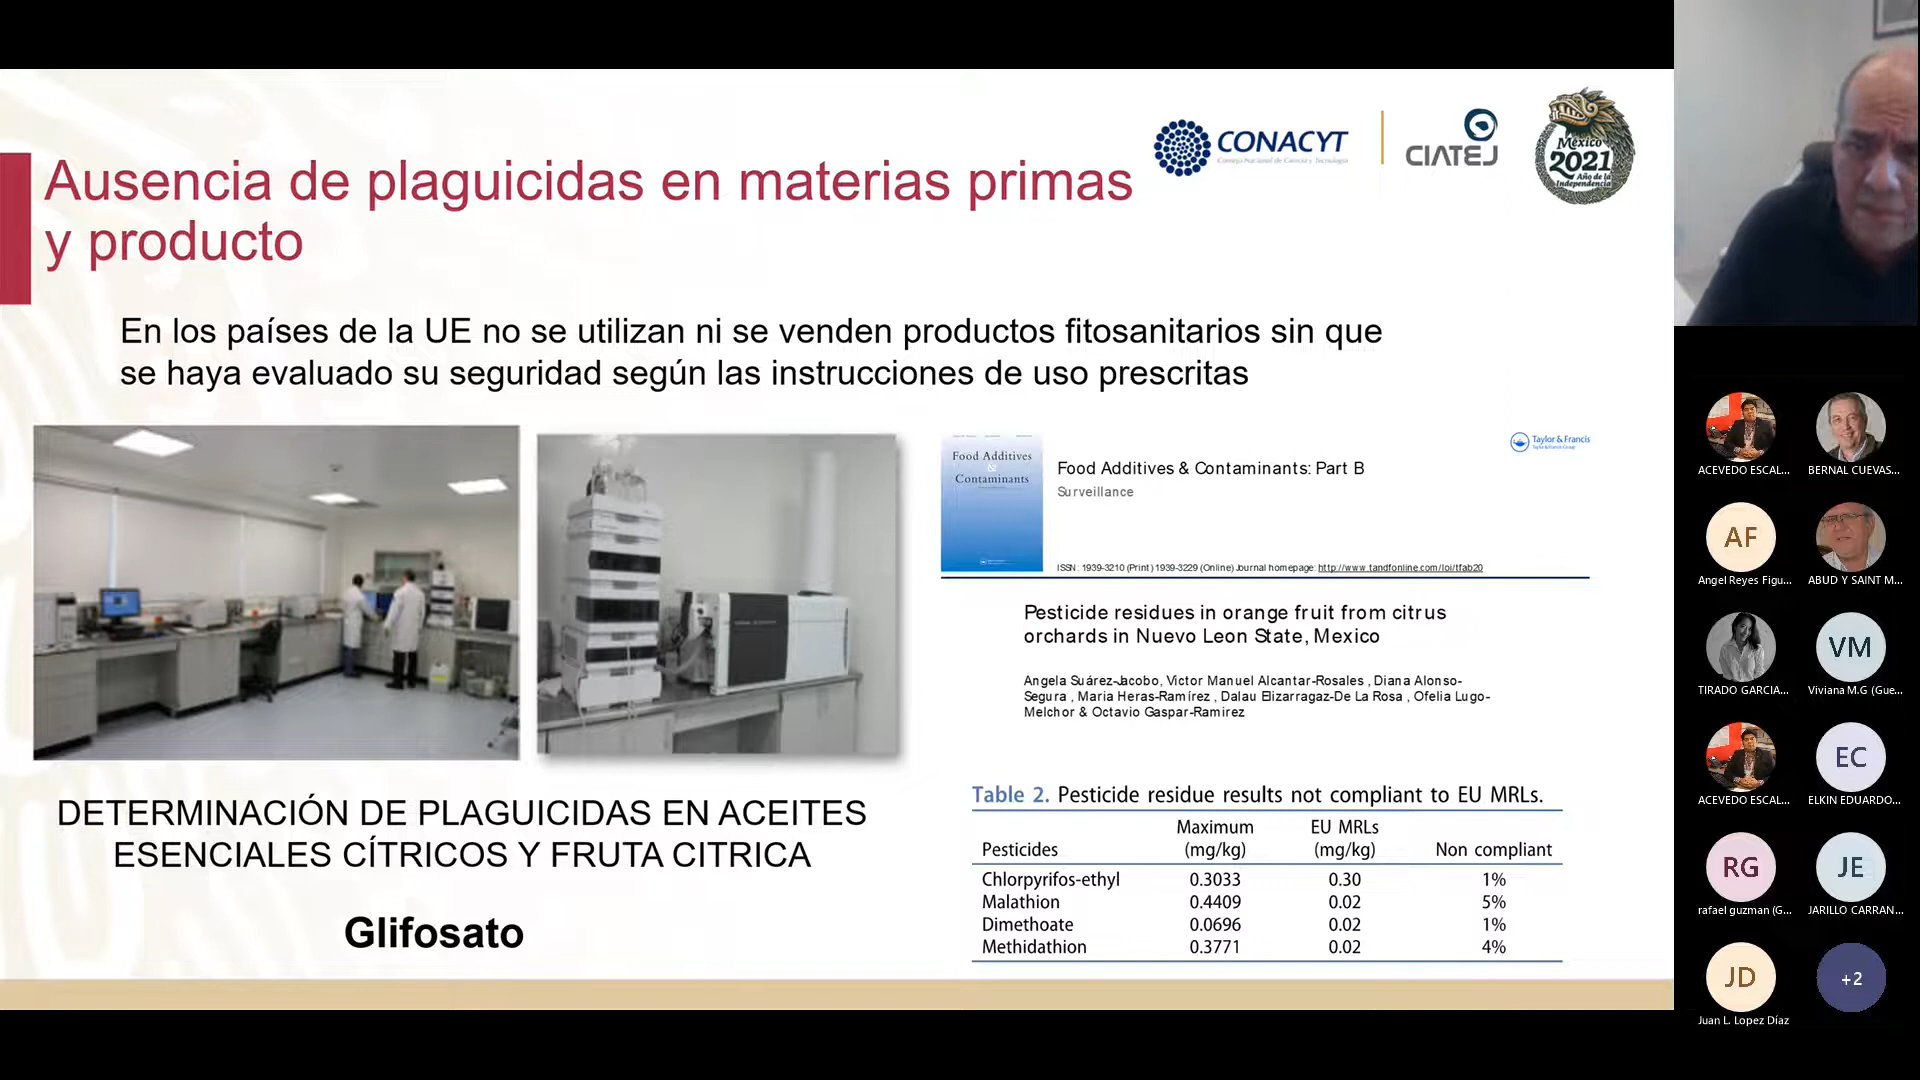 CONACYT
Consejo Nacional de Ciencia y Tecnología
CIATEJ
México
2021
Año de la
Independencia
Ausencia de plaguicidas en materias primas
y producto
En los países de la UE no se utilizan ni se venden productos fitosanitarios sin que
se haya evaluado su seguridad según las instrucciones de uso prescritas
Food Additives
&
Contaminants
Taylor & Francis
Taylor & Francis Group
Food Additives & Contaminants: Part B
Surveillance
ISSN: 1939-3210 (Print) 1939-3229 (Online) Journal homepage: http://www.tandfonline.com/loi/tfab20
Pesticide residues in orange fruit from citrus
orchards in Nuevo Leon State, Mexico
Angela Suárez-Jacobo, Victor Manuel Alcantar-Rosales , Diana Alonso-
Segura , Maria Heras-Ramírez , Dalau Elizarragaz-De La Rosa , Ofelia Lugo-
Melchor & Octavio Gaspar-Ramirez
DETERMINACIÓN DE PLAGUICIDAS EN ACEITES
ESENCIALES CÍTRICOS Y FRUTA CITRICA
Glifosato
Table 2. Pesticide residue results not compliant to EU MRLs.
Pesticides Maximum (mg/kg) EU MRLs (mg/kg) Non compliant
Chlorpyrifos-ethyl 0.3033 0.30 1%
Malathion 0.4409 0.02 5%
Dimethoate 0.0696 0.02 1%
Methidathion 0.3771 0.02 4%
ACEVEDO ESCAL...
BERNAL CUEVAS...
AF
Angel Reyes Figu...
ABUD Y SAINT M...
TIRADO GARCIA...
VM
Viviana M.G (Gue...
ACEVEDO ESCAL...
EC
ELKIN EDUARDO...
RG
rafael guzman (G...
JE
JARILLO CARRAN...
JD
Juan L. Lopez Díaz
+2